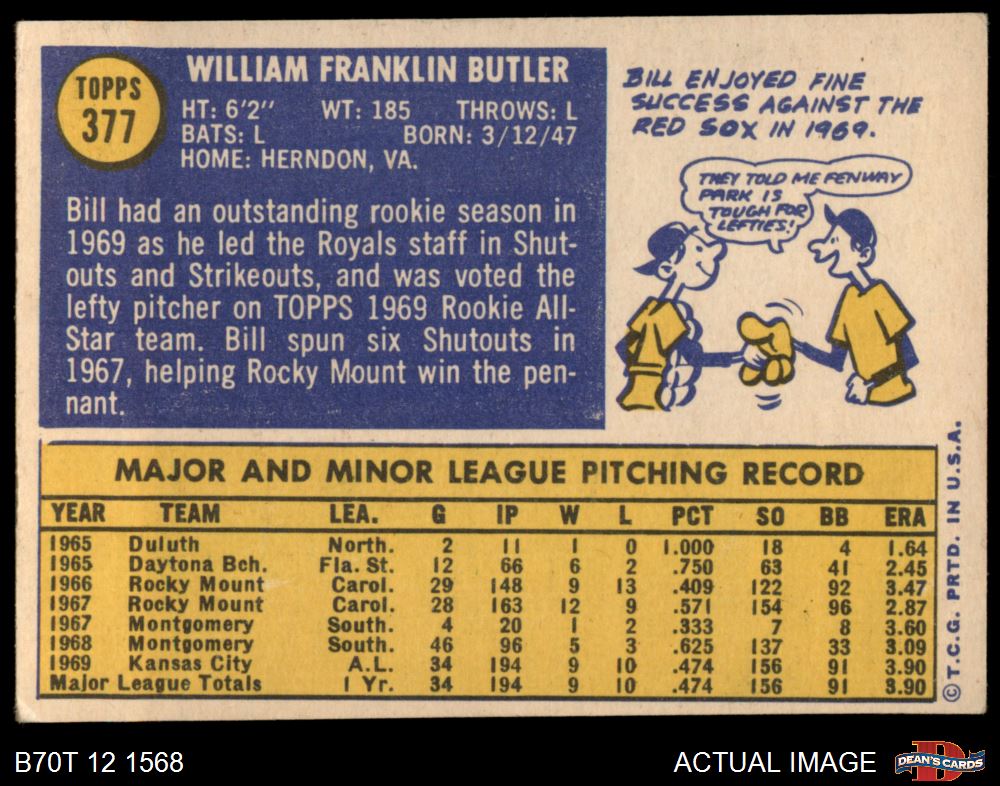 TOPPS
377
WILLIAM FRANKLIN BUTLER
HT: 6'2" WT: 185 THROWS: L
BATS: L BORN: 3/12/47
HOME: HERNDON, VA.
Bill had an outstanding rookie season in
1969 as he led the Royals staff in Shut-
outs and Strikeouts, and was voted the
lefty pitcher on TOPPS 1969 Rookie All-
Star team. Bill spun six Shutouts in
1967, helping Rocky Mount win the pen-
nant.
BILL ENJOYED FINE
SUCCESS AGAINST THE
RED SOX IN 1969.
THEY TOLD ME FENWAY
PARK IS
TOUGH FOR
LEFTIES!
MAJOR AND MINOR LEAGUE PITCHING RECORD
YEAR TEAM LEA. G IP W L PCT SO BB ERA
1965 Duluth North. 2 11 1 0 1.000 18 4 1.64
1965 Daytona Bch. Fla. St. 12 66 6 2 .750 63 41 2.45
1966 Rocky Mount Carol. 29 148 9 13 .409 122 92 3.47
1967 Rocky Mount Carol. 28 163 12 9 .571 154 96 2.87
1967 Montgomery South. 4 20 1 2 .333 7 8 3.60
1968 Montgomery South. 46 96 5 3 .625 137 33 3.09
1969 Kansas City A.L. 34 194 9 10 .474 156 91 3.90
Major League Totals 1 Yr. 34 194 9 10 .474 156 91 3.90
© T.C.G. PRTD. IN U.S.A.
B70T 12 1568
ACTUAL IMAGE
DEAN'S CARDS